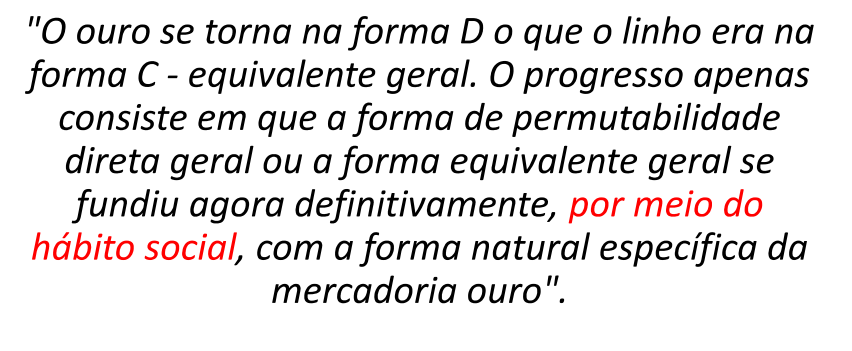 "O ouro se torna na forma D o que o linho era na
forma C - equivalente geral. O progresso apenas
consiste em que a forma de permutabilidade
direta geral ou a forma equivalente geral se
fundiu agora definitivamente, por meio do
hábito social, com a forma natural específica da
mercadoria ouro".